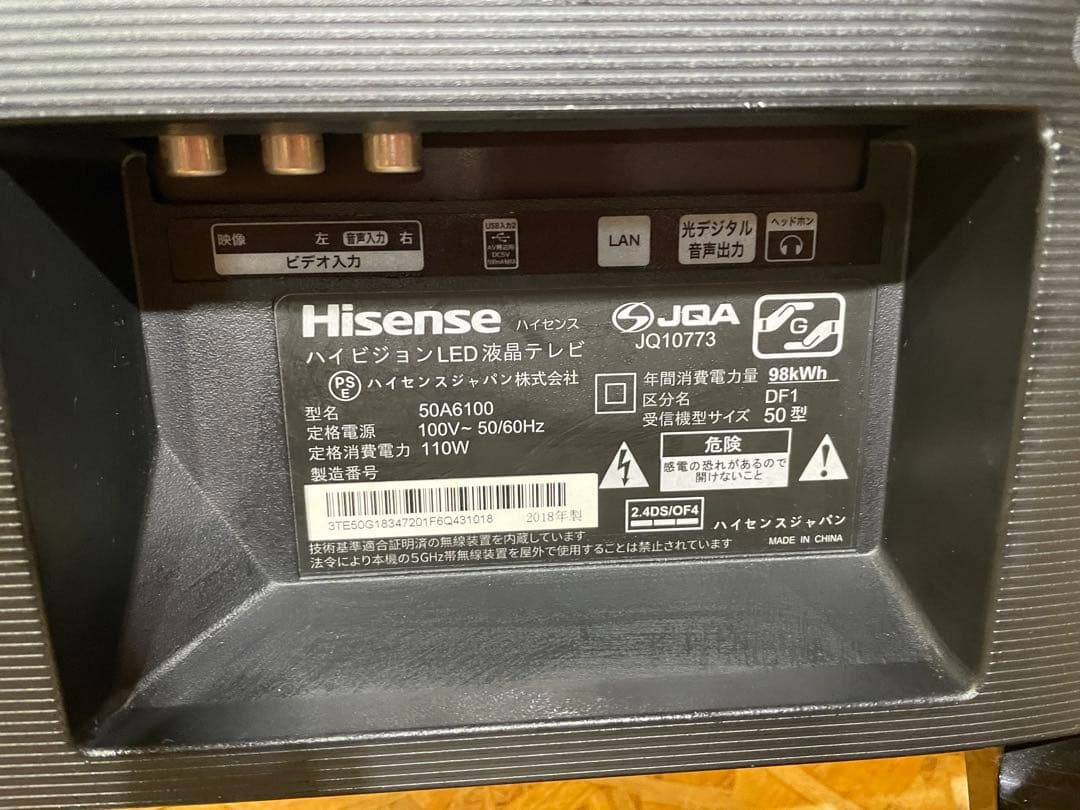 映像 左 音声入力 右
ビデオ入力
USB入力2
DC5V
LAN
光デジタル
音声出力
ヘッドホン
Hisense ハイセンス
ハイビジョンLED液晶テレビ
PS
E
ハイセンスジャパン株式会社
型名 50A6100
定格電源 100V~ 50/60Hz
定格消費電力 110W
製造番号
3TE50G18347201F6Q431018 2018年製
技術基準適合証明済の無線装置を内蔵しています
法令により本機の5GHz帯無線装置を屋外で使用することは禁止されています
JQA
JQ10773
G
年間消費電力量 98kWh
区分名 DF1
受信機型サイズ 50型
危険
感電の恐れがあるので
開けないこと
2.4DS/OF4
ハイセンスジャパン
MADE IN CHINA